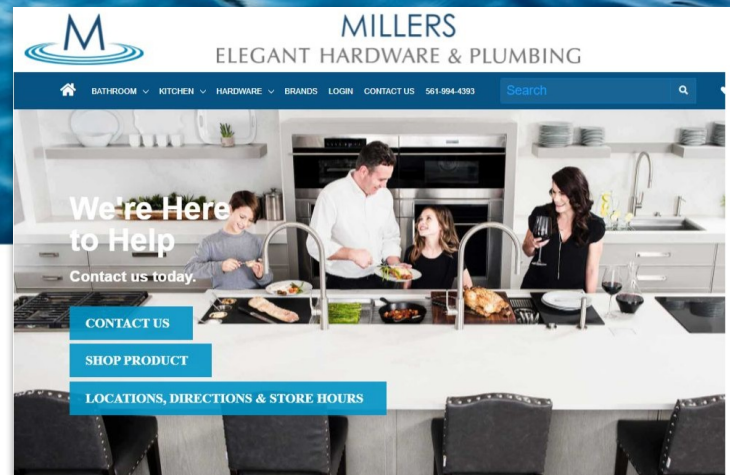 M
MILLERS
ELEGANT HARDWARE & PLUMBING
BATHROOM KITCHEN HARDWARE BRANDS LOGIN CONTACT US 561-994-4393 Search
We're Here
to Help
Contact us today.
CONTACT US
SHOP PRODUCT
LOCATIONS, DIRECTIONS & STORE HOURS